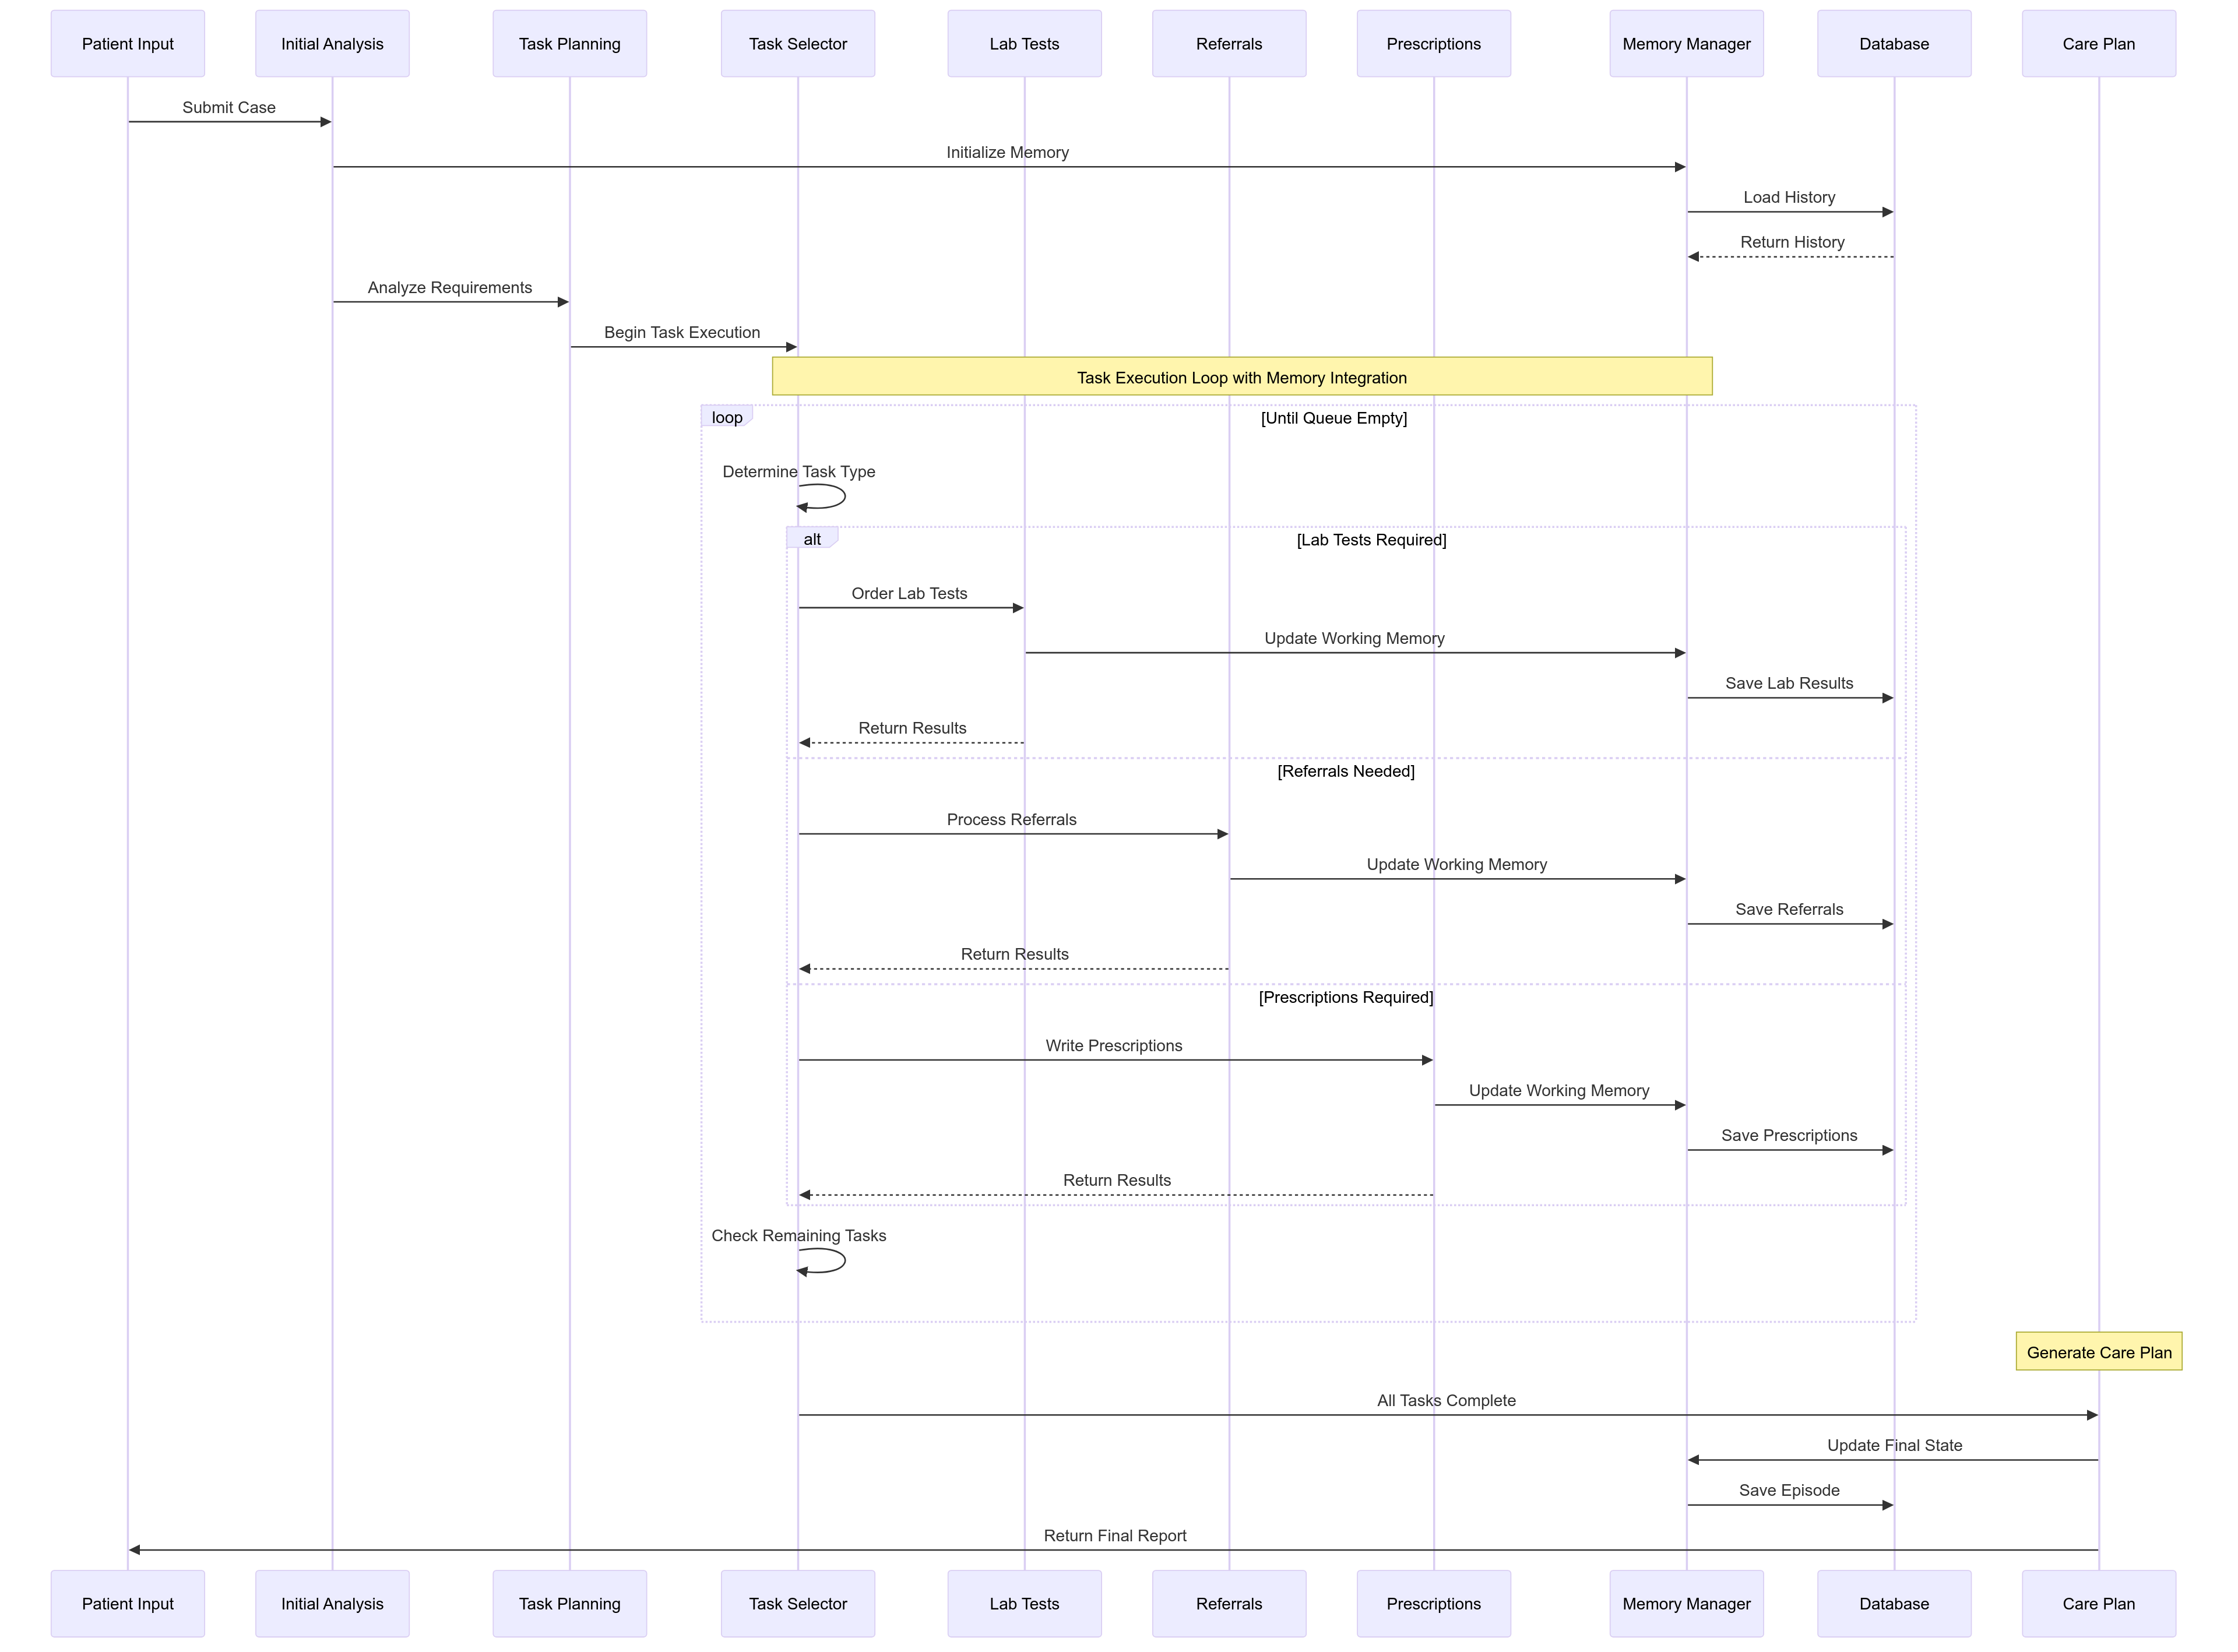 Patient Input
Initial Analysis
Task Planning
Task Selector
Lab Tests
Referrals
Prescriptions
Memory Manager
Database
Care Plan
Submit Case
Initialize Memory
Load History
Return History
Analyze Requirements
Begin Task Execution
Task Execution Loop with Memory Integration
loop
[Until Queue Empty]
Determine Task Type
alt
[Lab Tests Required]
Order Lab Tests
Update Working Memory
Save Lab Results
Return Results
[Referrals Needed]
Process Referrals
Update Working Memory
Save Referrals
Return Results
[Prescriptions Required]
Write Prescriptions
Update Working Memory
Save Prescriptions
Return Results
Check Remaining Tasks
Generate Care Plan
All Tasks Complete
Update Final State
Save Episode
Return Final Report
Patient Input
Initial Analysis
Task Planning
Task Selector
Lab Tests
Referrals
Prescriptions
Memory Manager
Database
Care Plan